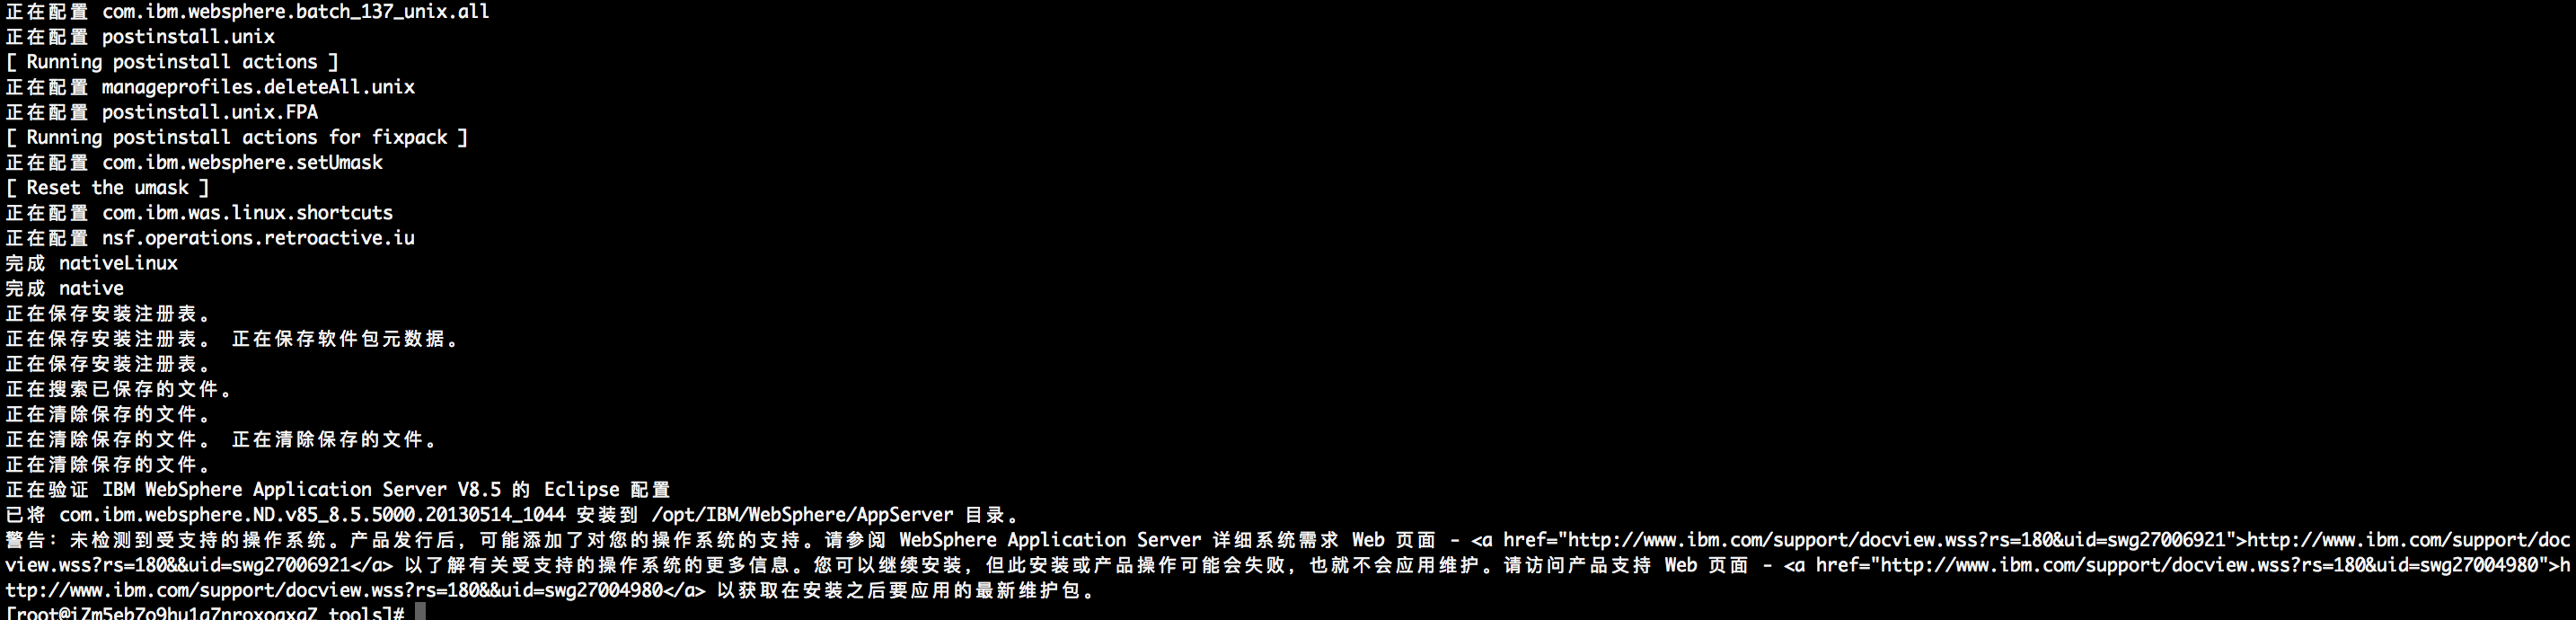 正在配置 com.ibm.websphere.batch_137_unix.all
正在配置 postinstall.unix
[ Running postinstall actions ]
正在配置 manageprofiles.deleteAll.unix
正在配置 postinstall.unix.FPA
[ Running postinstall actions for fixpack ]
正在配置 com.ibm.websphere.setUmask
[ Reset the umask ]
正在配置 com.ibm.was.linux.shortcuts
正在配置 nsf.operations.retroactive.iu
完成 nativeLinux
完成 native
正在保存安装注册表。
正在保存安装注册表。 正在保存软件包元数据。
正在保存安装注册表。
正在搜索已保存的文件。
正在清除保存的文件。
正在清除保存的文件。 正在清除保存的文件。
正在清除保存的文件。
正在验证 IBM WebSphere Application Server V8.5 的 Eclipse 配置
已将 com.ibm.websphere.ND.v85_8.5.5000.20130514_1044 安装到 /opt/IBM/WebSphere/AppServer 目录。
警告：未检测到受支持的操作系统。产品发行后，可能添加了对您的操作系统的支持。请参阅 WebSphere Application Server 详细系统需求 Web 页面 - <a href="http://www.ibm.com/support/docview.wss?rs=180&uid=swg27006921">http://www.ibm.com/support/doc
view.wss?rs=180&&uid=swg27006921</a> 以了解有关受支持的操作系统的更多信息。您可以继续安装，但此安装或产品操作可能会失败，也就不会应用维护。请访问产品支持 Web 页面 - <a href="http://www.ibm.com/support/docview.wss?rs=180&uid=swg27004980">h
ttp://www.ibm.com/support/docview.wss?rs=180&&uid=swg27004980</a> 以获取在安装之后要应用的最新维护包。
tools]#